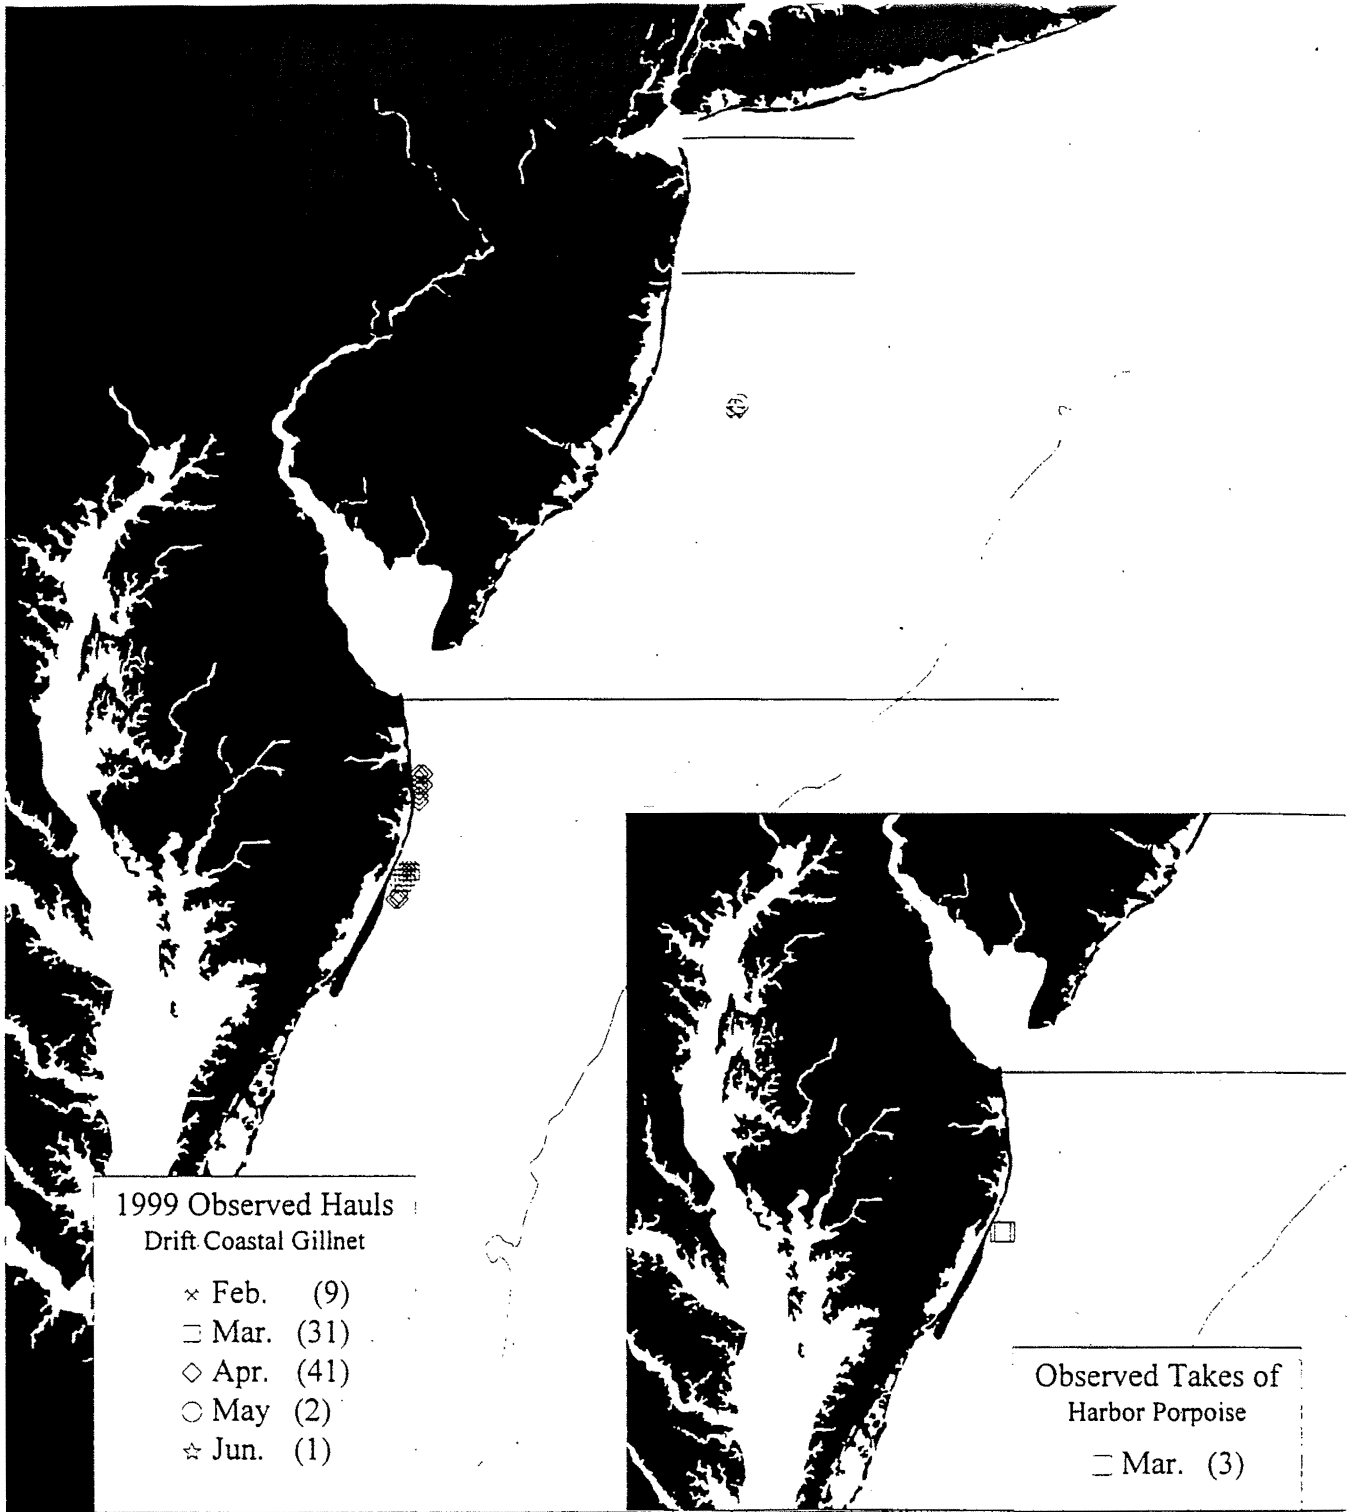 1999 Observed Hauls
Drift Coastal Gillnet
Feb. (9)
Mar. (31)
Apr. (41)
May (2)
Jun. (1)
Observed Takes of
Harbor Porpoise
Mar. (3)